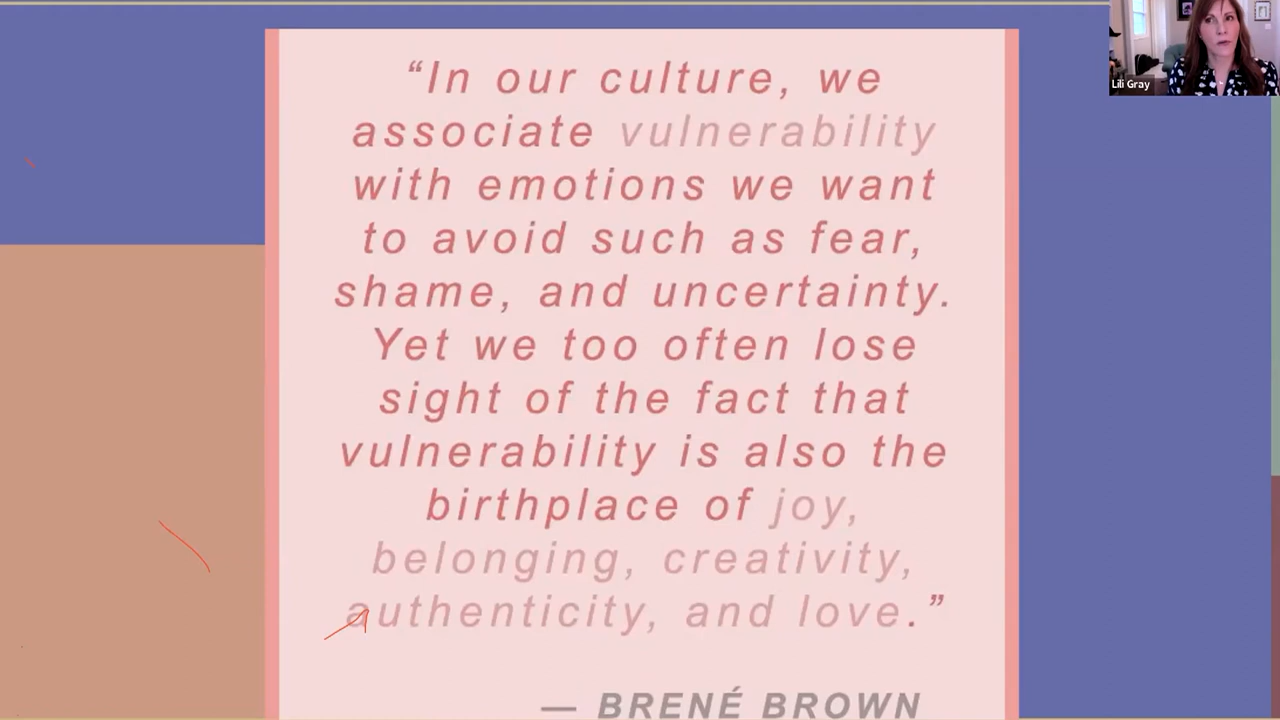 “In our culture, we
associate vulnerability
with emotions we want
to avoid such as fear,
shame, and uncertainty.
Yet we too often lose
sight of the fact that
vulnerability is also the
birthplace of joy,
belonging, creativity,
authenticity, and love.”
— BRENÉ BROWN
Lili Gray